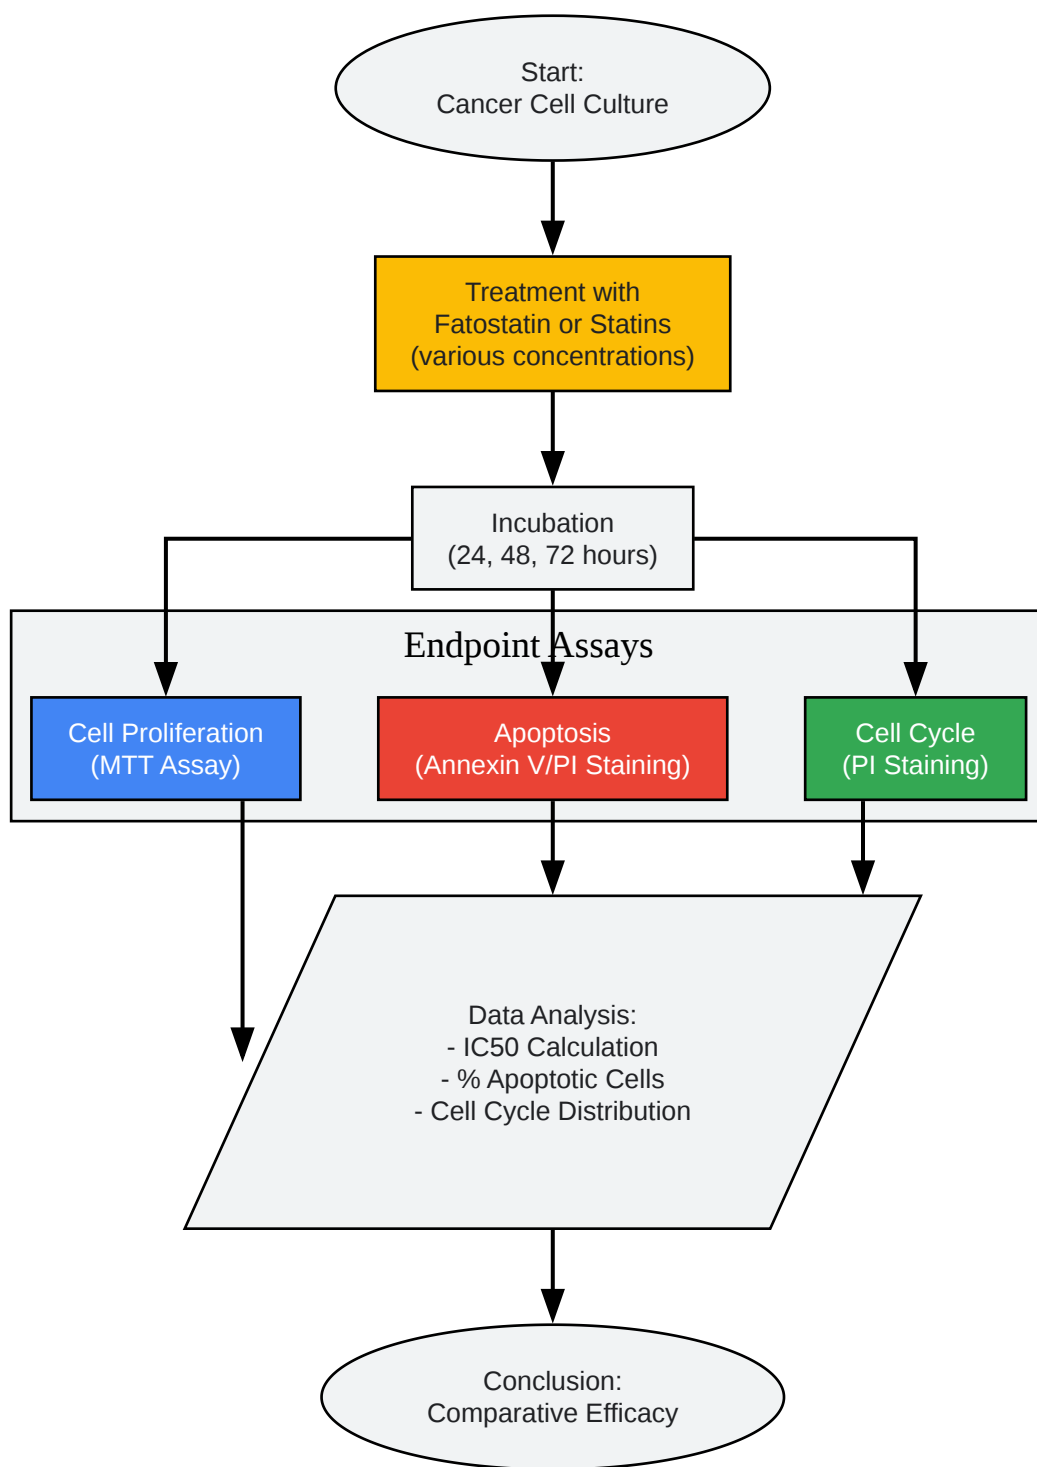 Start:
Cancer Cell Culture
Treatment with
Fatostatin or Statins
(various concentrations)
Incubation
(24, 48, 72 hours)
Endpoint Assays
Cell Proliferation
(MTT Assay)
Apoptosis
(Annexin V/PI Staining)
Cell Cycle
(PI Staining)
Data Analysis:
- IC50 Calculation
- % Apoptotic Cells
- Cell Cycle Distribution
Conclusion:
Comparative Efficacy